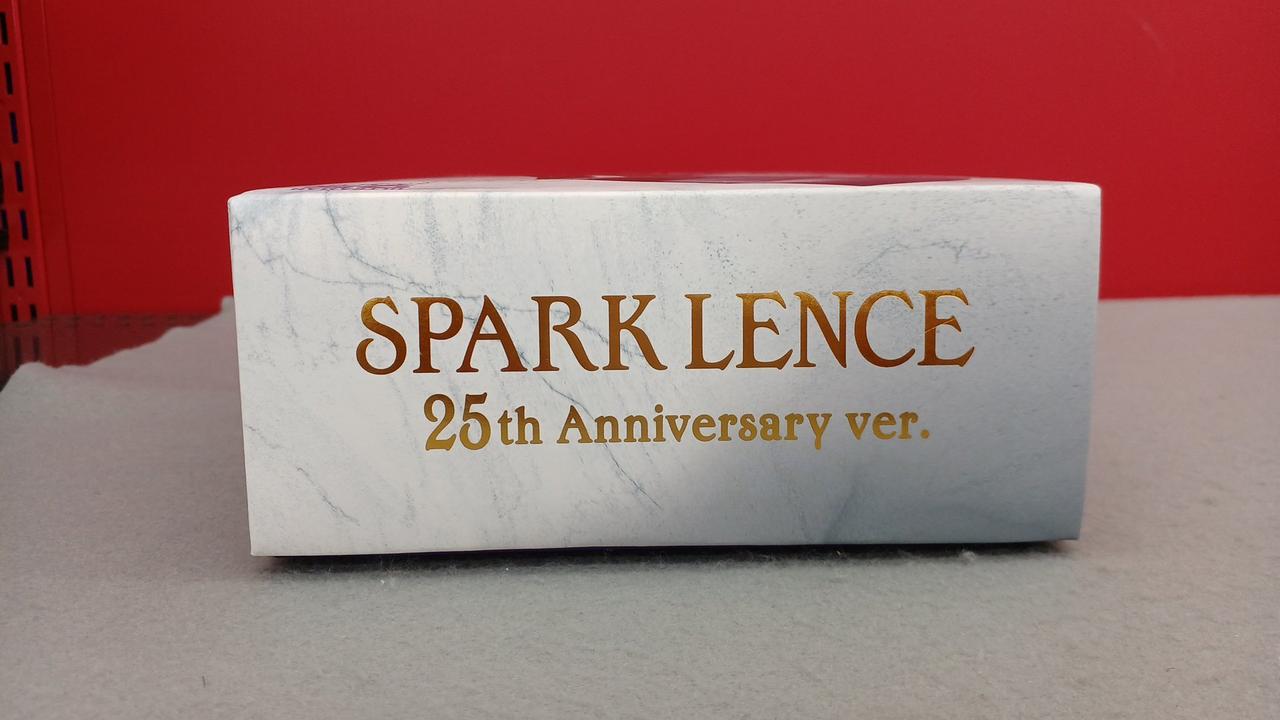 SPARK LENCE
25th Anniversary ver.